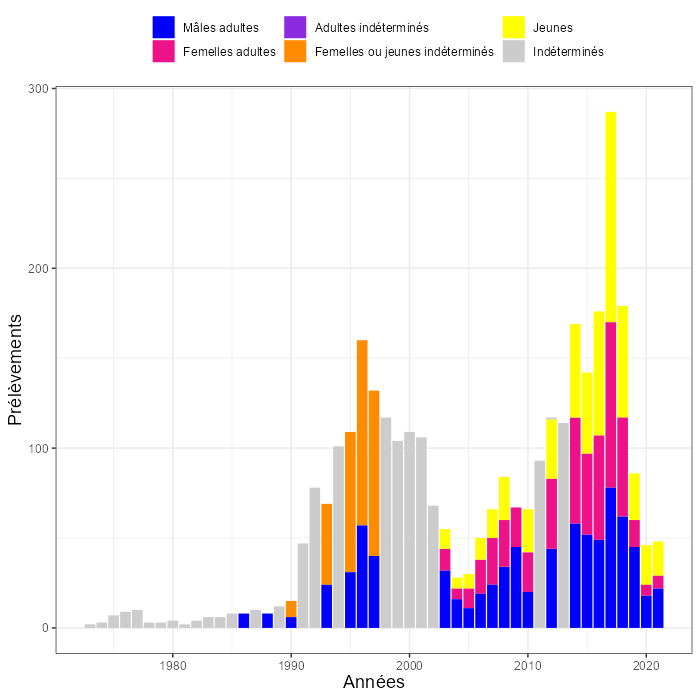 Mâles adultes
Adultes indéterminés
Jeunes
Femelles adultes
Femelles ou jeunes indéterminés
Indéterminés
300
200
100
0
Prélèvements
1980
1990
2000
2010
2020
Années